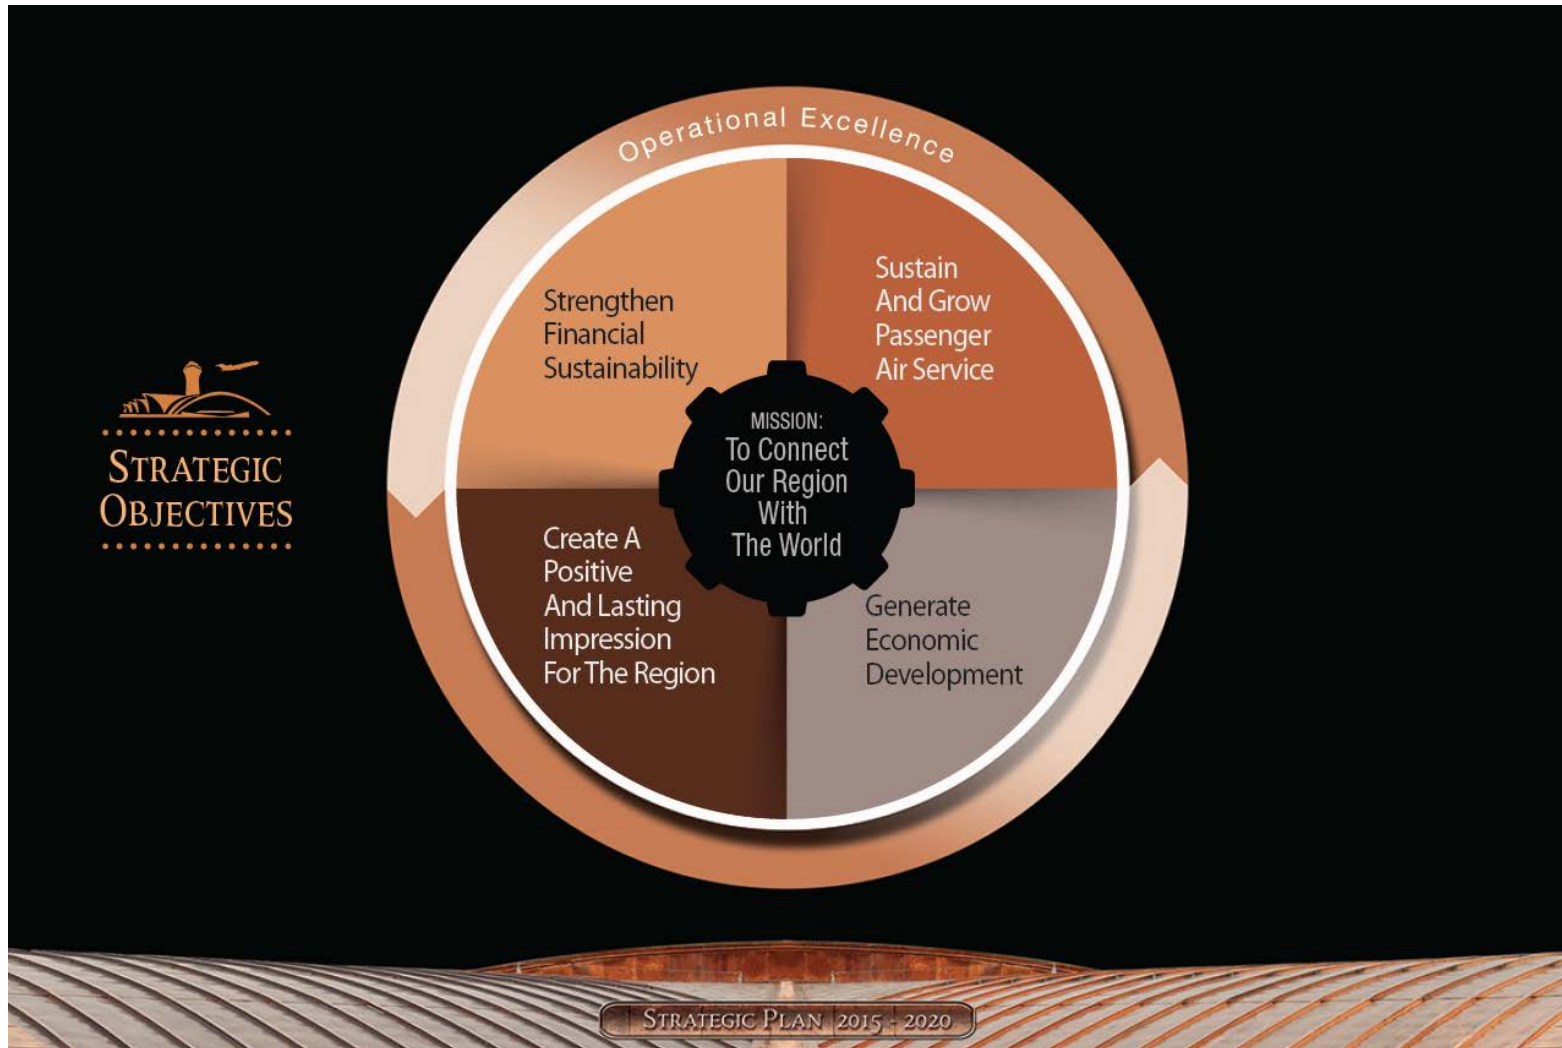 Operational Excellence
Strengthen
Financial
Sustainability
Sustain
And Grow
Passenger
Air Service
MISSION:
To Connect
Our Region
With
The World
STRATEGIC
OBJECTIVES
Create A
Positive
And Lasting
Impression
For The Region
Generate
Economic
Development
STRATEGIC PLAN 2015 - 2020